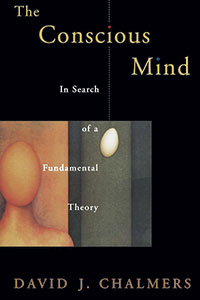 The
Conscious
Mind
In Search
of a
Fundamental
Theory
DAVID J. CHALMERS